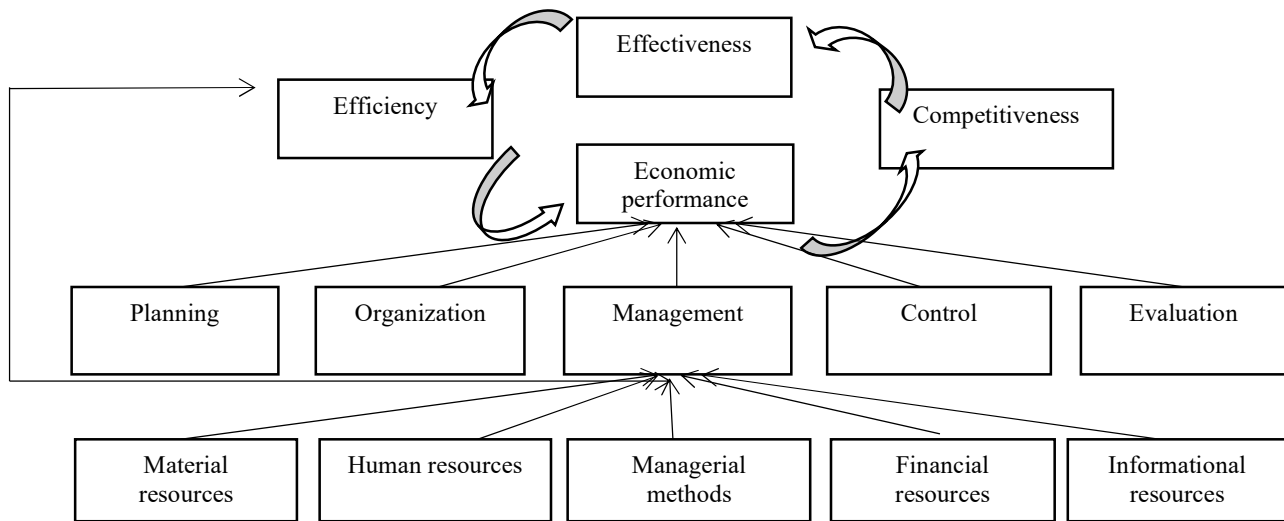 Effectiveness
Efficiency
Competitiveness
Economic
performance
Planning
Organization
Management
Control
Evaluation
Material
resources
Human resources
Managerial
methods
Financial
resources
Informational
resources